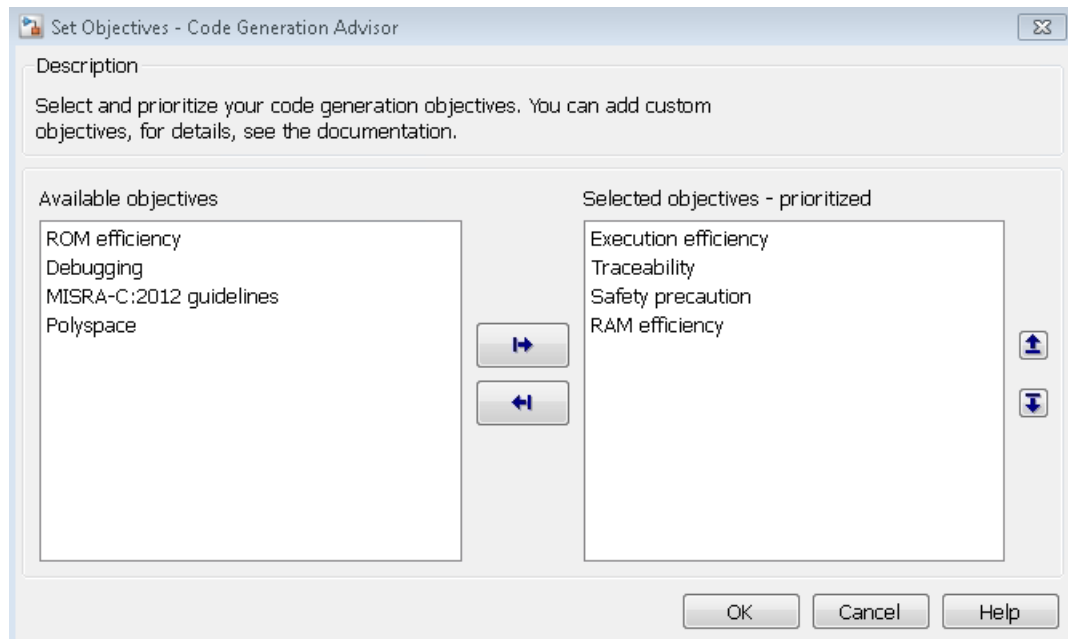 Set Objectives - Code Generation Advisor
Description
Select and prioritize your code generation objectives. You can add custom
objectives, for details, see the documentation.
Available objectives
ROM efficiency
Debugging
MISRA-C:2012 guidelines
Polyspace
Selected objectives - prioritized
Execution efficiency
Traceability
Safety precaution
RAM efficiency
OK
Cancel
Help